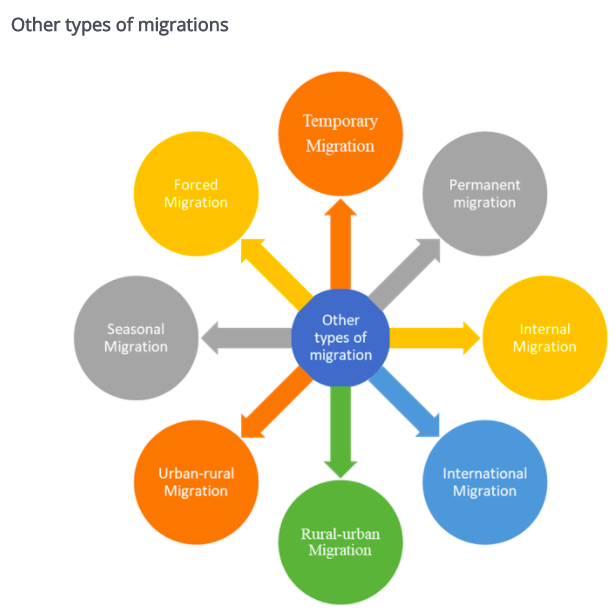 Other types of migrations
Temporary
Migration
Permanent
migration
Internal
Migration
International
Migration
Rural-urban
Migration
Urban-rural
Migration
Seasonal
Migration
Forced
Migration
Other
types of
migration